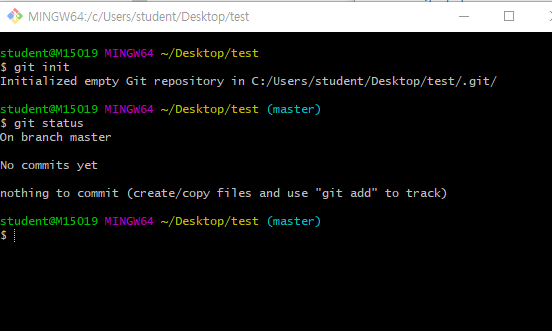 MINGW64:/c/Users/student/Desktop/test
student@M15019 MINGW64 ~/Desktop/test
$ git init
Initialized empty Git repository in C:/Users/student/Desktop/test/.git/
student@M15019 MINGW64 ~/Desktop/test (master)
$ git status
On branch master
No commits yet
nothing to commit (create/copy files and use "git add" to track)
student@M15019 MINGW64 ~/Desktop/test (master)
$